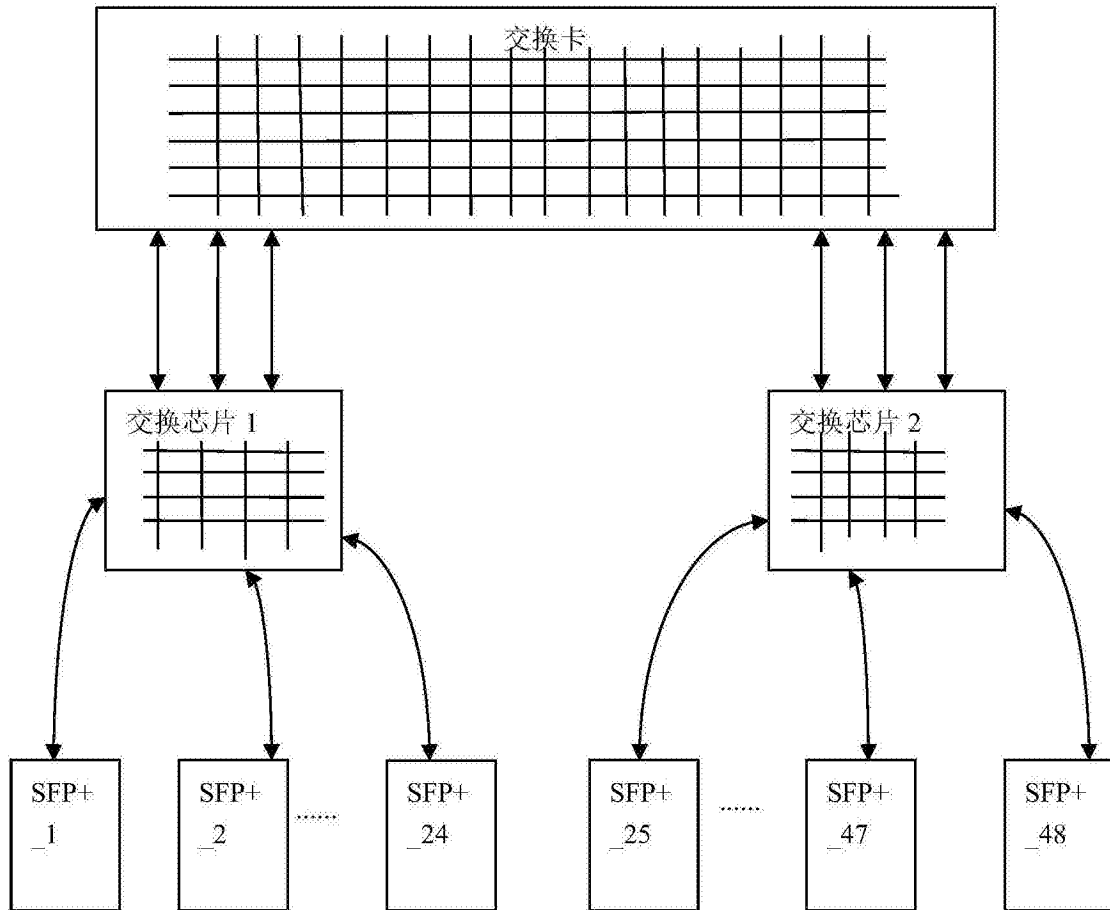 交换卡
交换芯片 1
交换芯片 2
SFP+
_1
SFP+
_2
......
SFP+
_24
SFP+
_25
......
SFP+
_47
SFP+
_48